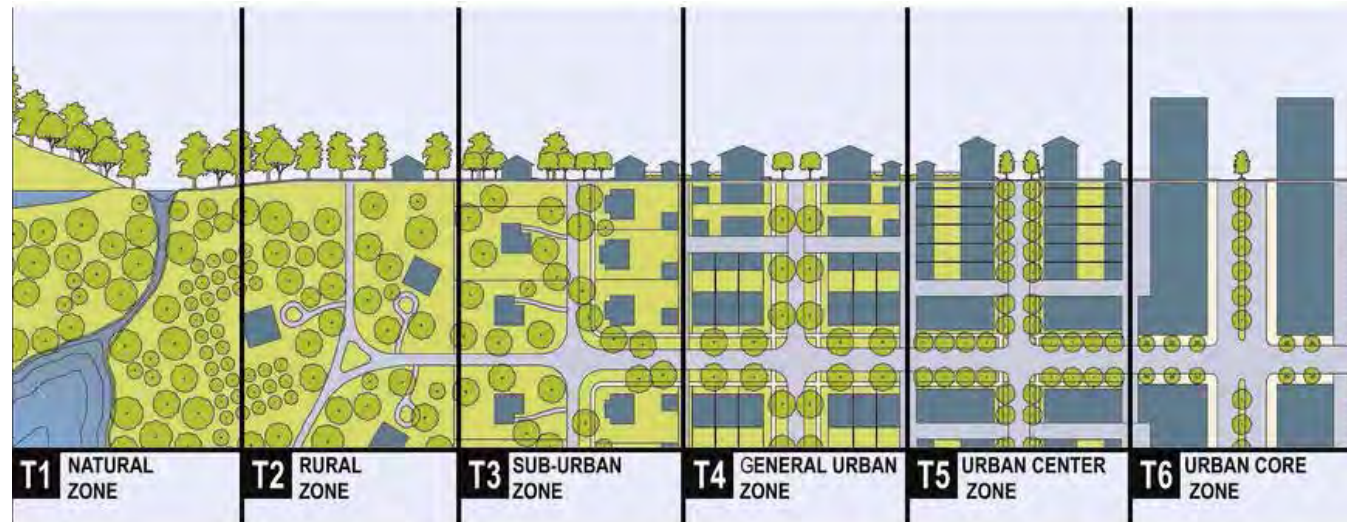 T1 NATURAL
ZONE
T2 RURAL
ZONE
T3 SUB-URBAN
ZONE
T4 GENERAL URBAN
ZONE
T5 URBAN CENTER
ZONE
T6 URBAN CORE
ZONE